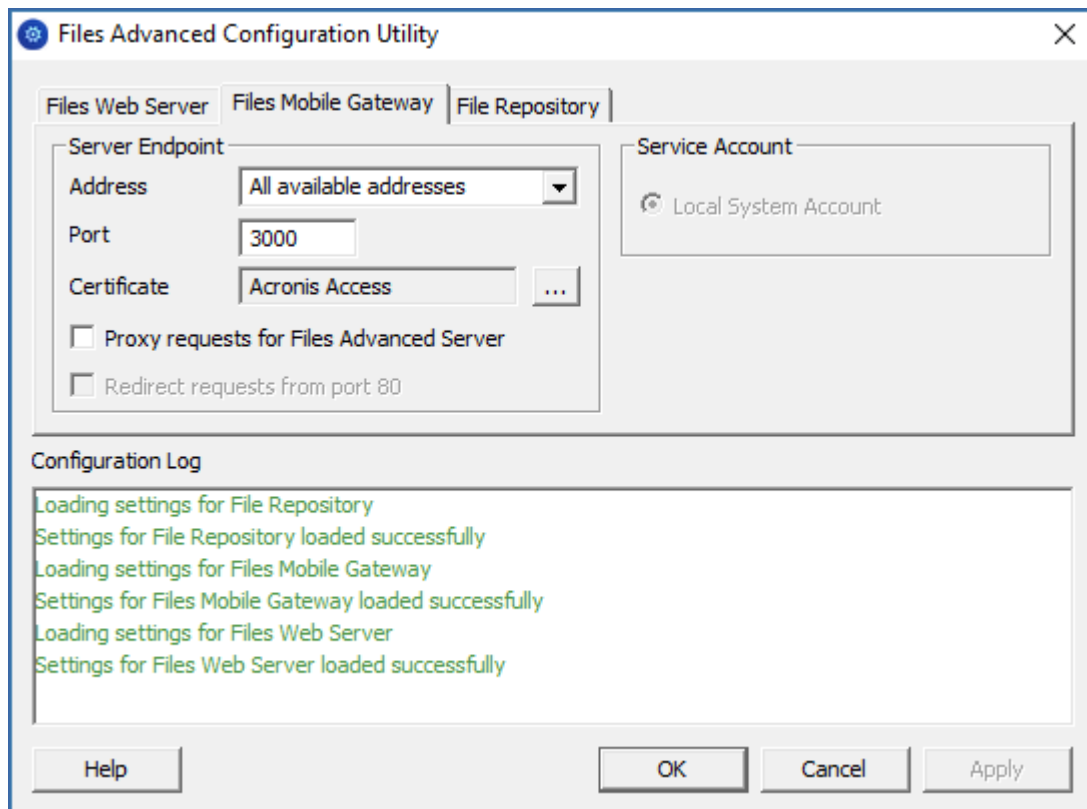 Files Advanced Configuration Utility
Files Web Server
Files Mobile Gateway
File Repository
Server Endpoint
Address
All available addresses
Port
3000
Certificate
Acronis Access
...
Proxy requests for Files Advanced Server
Redirect requests from port 80
Service Account
Local System Account
Configuration Log
Loading settings for File Repository
Settings for File Repository loaded successfully
Loading settings for Files Mobile Gateway
Settings for Files Mobile Gateway loaded successfully
Loading settings for Files Web Server
Settings for Files Web Server loaded successfully
Help
OK
Cancel
Apply